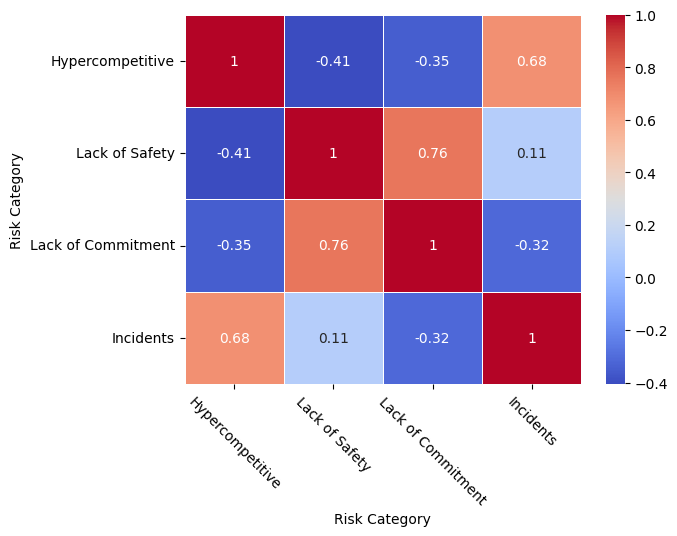 Risk Category
Hypercompetitive 1 -0.41 -0.35 0.68
Lack of Safety -0.41 1 0.76 0.11
Lack of Commitment -0.35 0.76 1 -0.32
Incidents 0.68 0.11 -0.32 1
Hypercompetitive Lack of Safety Lack of Commitment Incidents
Risk Category
1.0
0.8
0.6
0.4
0.2
0.0
−0.2
−0.4